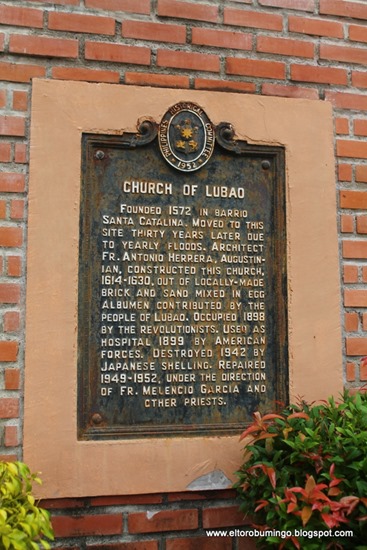 PHILIPPINES HISTORICAL COMMITTEE
1952
CHURCH OF LUBAO
FOUNDED 1572 IN BARRIO
SANTA CATALINA. MOVED TO THIS
SITE THIRTY YEARS LATER DUE
TO YEARLY FLOODS. ARCHITECT
FR. ANTONIO HERRERA, AUGUSTIN-
IAN, CONSTRUCTED THIS CHURCH,
1614-1630, OUT OF LOCALLY-MADE
BRICK AND SAND MIXED IN EGG
ALBUMEN CONTRIBUTED BY THE
PEOPLE OF LUBAO. OCCUPIED 1898
BY THE REVOLUTIONISTS. USED AS
HOSPITAL 1899 BY AMERICAN
FORCES. DESTROYED 1942 BY
JAPANESE SHELLING. REPAIRED
1949-1952, UNDER THE DIRECTION
OF FR. MELENCIO GARCIA AND
OTHER PRIESTS.
www.eltorobumingo.blogspot.com